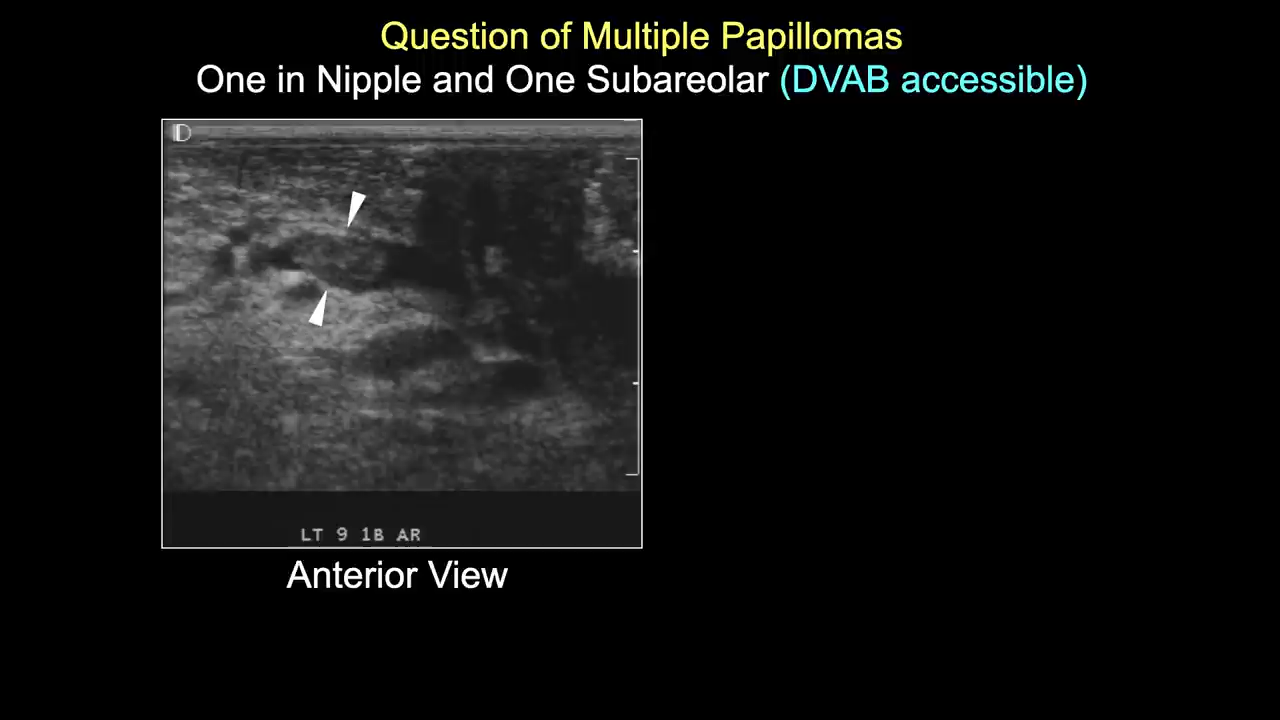 Question of Multiple Papillomas
One in Nipple and One Subareolar (DVAB accessible)
D
LT 9 1B AR
Anterior View